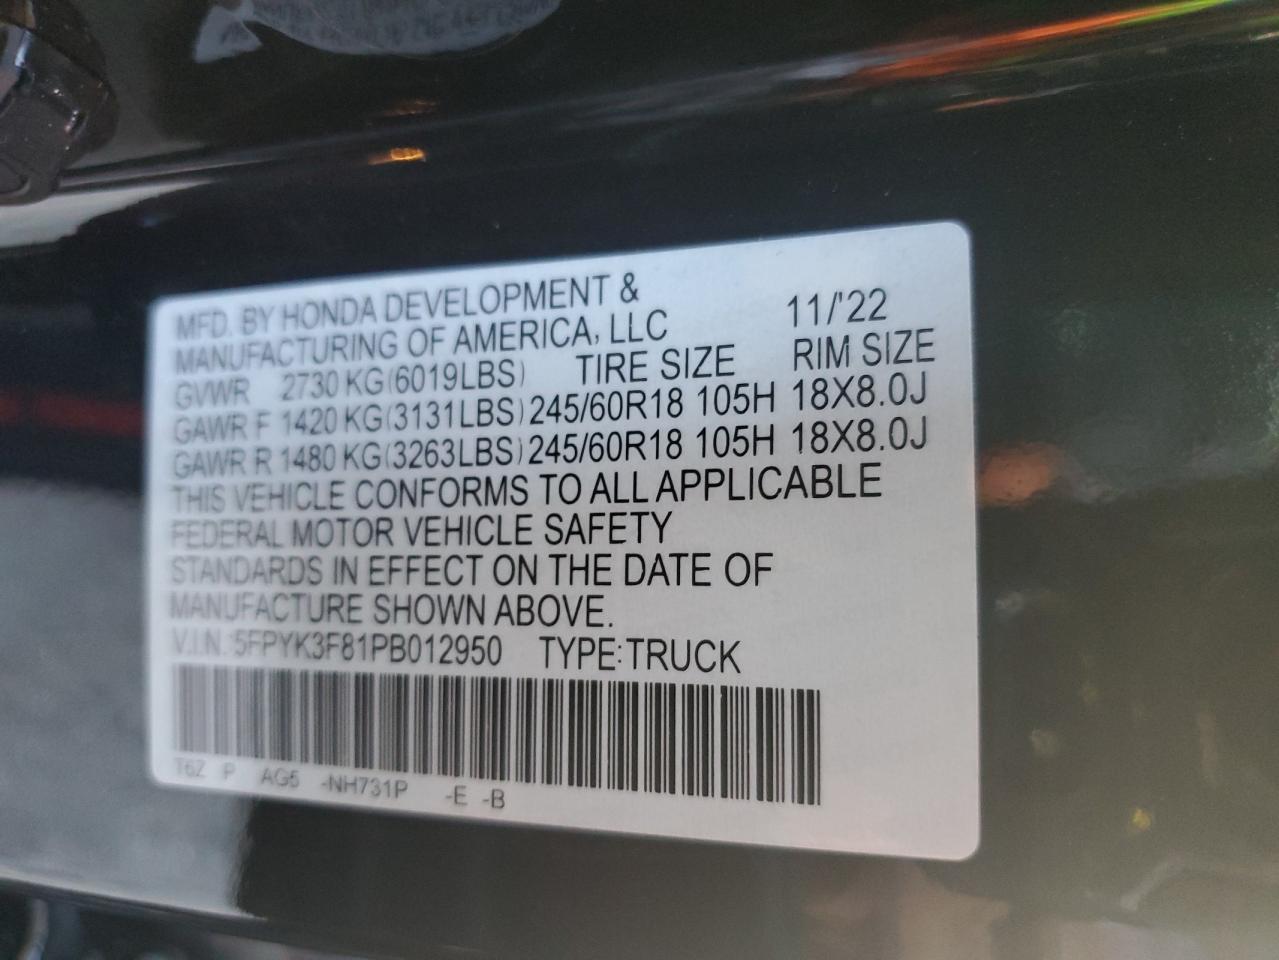 MFD. BY HONDA DEVELOPMENT &
MANUFACTURING OF AMERICA, LLC 11/'22
GVWR 2730 KG(6019LBS) TIRE SIZE RIM SIZE
GAWR F 1420 KG(3131LBS) 245/60R18 105H 18X8.0J
GAWR R 1480 KG(3263LBS) 245/60R18 105H 18X8.0J
THIS VEHICLE CONFORMS TO ALL APPLICABLE
FEDERAL MOTOR VEHICLE SAFETY
STANDARDS IN EFFECT ON THE DATE OF
MANUFACTURE SHOWN ABOVE.
V.I.N.:5FPYK3F81PB012950 TYPE:TRUCK
T6Z P AG5 -NH731P -E -B